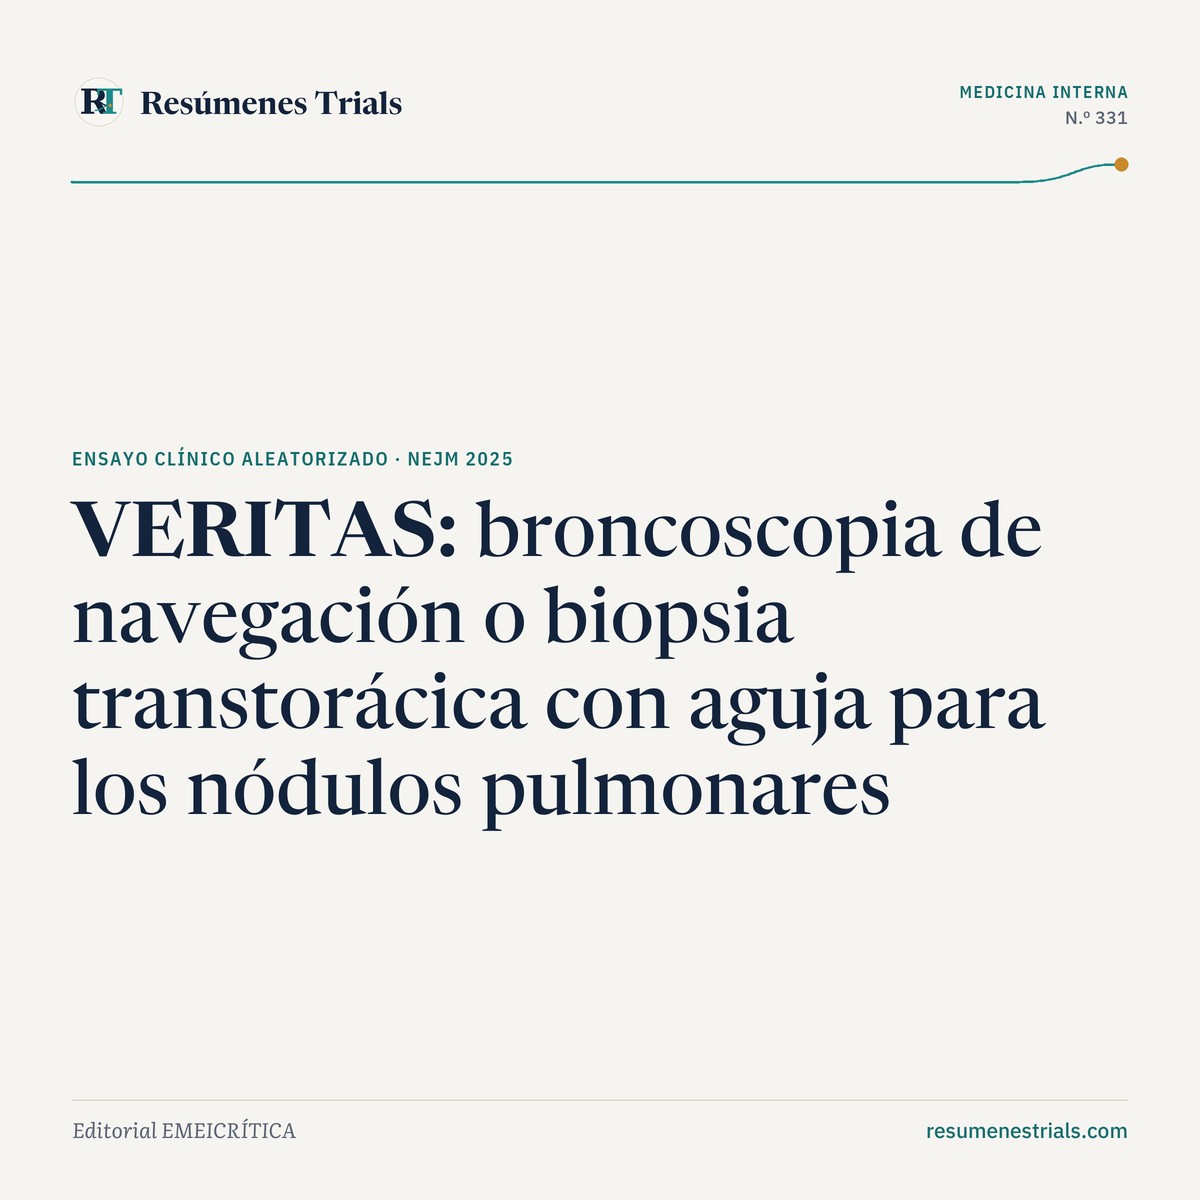 RT Resúmenes Trials
MEDICINA INTERNA
N.º 331
ENSAYO CLÍNICO ALEATORIZADO · NEJM 2025
VERITAS: broncoscopia de
navegación o biopsia
transtorácica con aguja para
los nódulos pulmonares
Editorial EMEICRÍTICA
resumenestrials.com